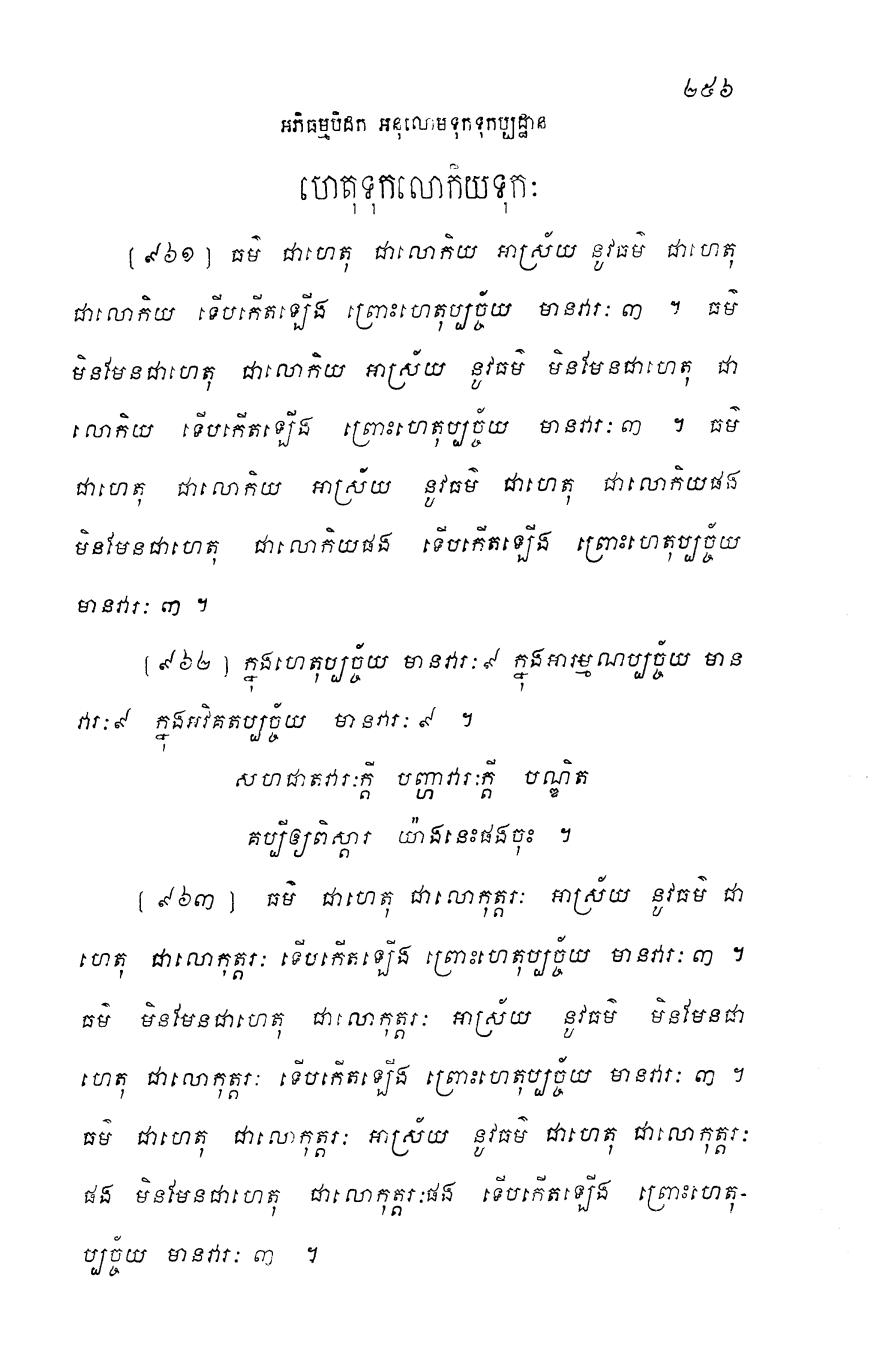 ២៥៦
អភិធម្មបិដក អនុលោមទុកទុកប្បដ្ឋាន
ហេតុទុកលោកិយទុកៈ
[៩៦១] ធម៌ ជាហេតុ ជាលោកិយ អាស្រ័យ នូវធម៌ ជាហេតុ
ជាលោកិយ ទើបកើតឡើង ព្រោះហេតុប្បច្ច័យ មានវារៈ ៣ ។ ធម៌
មិនមែនជាហេតុ ជាលោកិយ អាស្រ័យ នូវធម៌ មិនមែនជាហេតុ ជា
លោកិយ ទើបកើតឡើង ព្រោះហេតុប្បច្ច័យ មានវារៈ ៣ ។ ធម៌
ជាហេតុ ជាលោកិយ អាស្រ័យ នូវធម៌ ជាហេតុ ជាលោកិយផង
មិនមែនជាហេតុ ជាលោកិយផង ទើបកើតឡើង ព្រោះហេតុប្បច្ច័យ
មានវារៈ ៣ ។
[៩៦២] ក្នុងហេតុប្បច្ច័យ មានវារៈ ៩ ក្នុងអារម្មណប្បច្ច័យ មាន
វារៈ ៩ ក្នុងអវិគតប្បច្ច័យ មានវារៈ ៩ ។
សហជាតវារៈក្តី បញ្ហាវារៈក្តី បណ្ឌិត
គប្បីឲ្យពិស្តារ យ៉ាងនេះផងចុះ ។
[៩៦៣] ធម៌ ជាហេតុ ជាលោកុត្តរៈ អាស្រ័យ នូវធម៌ ជា
ហេតុ ជាលោកុត្តរៈ ទើបកើតឡើង ព្រោះហេតុប្បច្ច័យ មានវារៈ ៣ ។
ធម៌ មិនមែនជាហេតុ ជាលោកុត្តរៈ អាស្រ័យ នូវធម៌ មិនមែនជា
ហេតុ ជាលោកុត្តរៈ ទើបកើតឡើង ព្រោះហេតុប្បច្ច័យ មានវារៈ ៣ ។
ធម៌ ជាហេតុ ជាលោកុត្តរៈ អាស្រ័យ នូវធម៌ ជាហេតុ ជាលោកុត្តរៈ
ផង មិនមែនជាហេតុ ជាលោកុត្តរៈផង ទើបកើតឡើង ព្រោះហេតុ-
ប្បច្ច័យ មានវារៈ ៣ ។